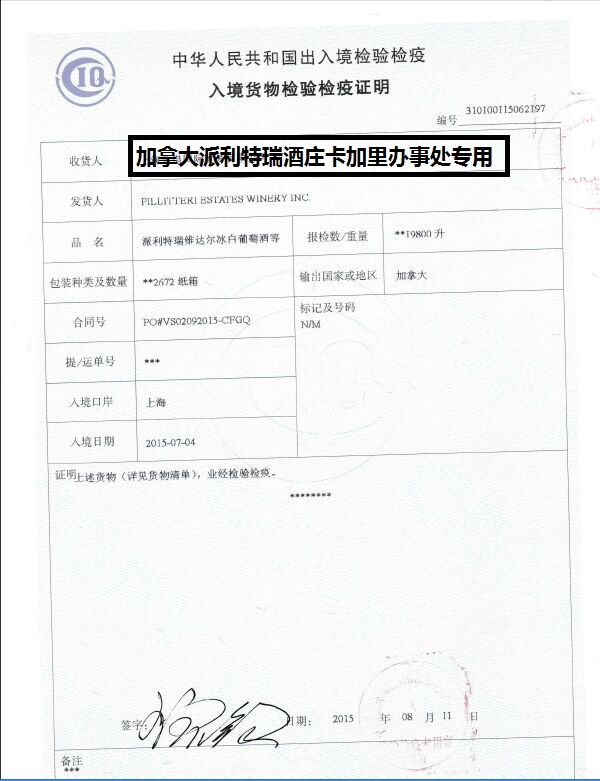 CIQ
中华人民共和国出入境检验检疫
入境货物检验检疫证明
编号 310100115062197
收货人 加拿大派利特瑞酒庄卡加里办事处专用
发货人 PILLITTERI ESTATES WINERY INC.
品名 派利特瑞维达尔冰白葡萄酒等 报检数/重量 **19800 升
包装种类及数量 **2672 纸箱 输出国家或地区 加拿大
合同号 PO#VS02092015-CFGQ 标记及号码
N/M
提/运单号 ***
入境口岸 上海
入境日期 2015-07-04
证明 上述货物（详见货物清单），业经检验检疫。
********
签字： 日期： 2015 年 08 月 11 日
备注
***